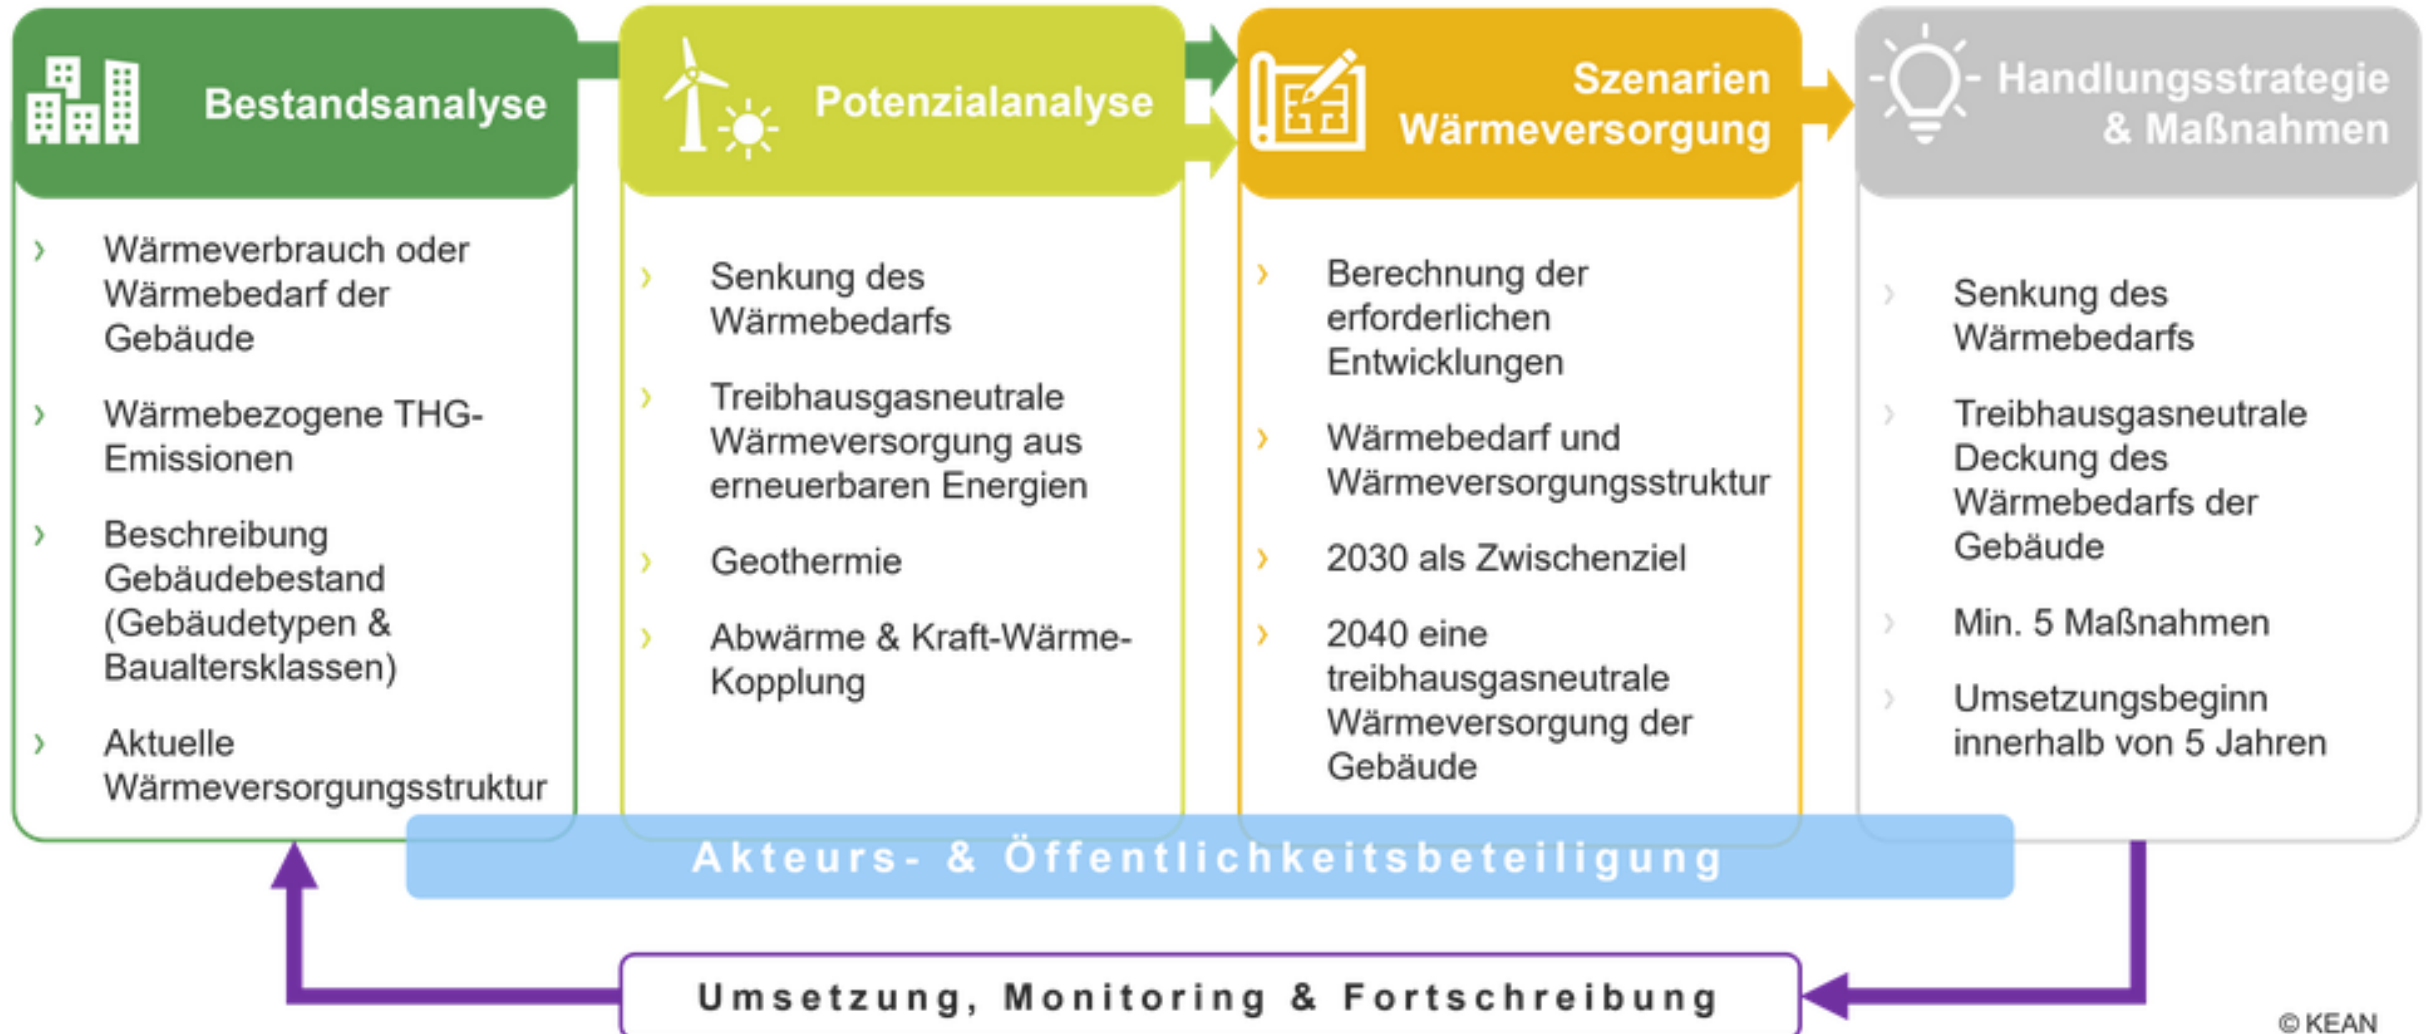 Bestandsanalyse
Wärmeverbrauch oder
Wärmebedarf der
Gebäude
Wärmebezogene THG-
Emissionen
Beschreibung
Gebäudebestand
(Gebäudetypen &
Baualtersklassen)
Aktuelle
Wärmeversorgungsstruktur
Potenzialanalyse
Senkung des
Wärmebedarfs
Treibhausgasneutrale
Wärmeversorgung aus
erneuerbaren Energien
Geothermie
Abwärme & Kraft-Wärme-
Kopplung
Szenarien
Wärmeversorgung
Berechnung der
erforderlichen
Entwicklungen
Wärmebedarf und
Wärmeversorgungsstruktur
2030 als Zwischenziel
2040 eine
treibhausgasneutrale
Wärmeversorgung der
Gebäude
Handlungsstrategie
& Maßnahmen
Senkung des
Wärmebedarfs
Treibhausgasneutrale
Deckung des
Wärmebedarfs der
Gebäude
Min. 5 Maßnahmen
Umsetzungsbeginn
innerhalb von 5 Jahren
Akteurs- & Öffentlichkeitsbeteiligung
Umsetzung, Monitoring & Fortschreibung
© KEAN